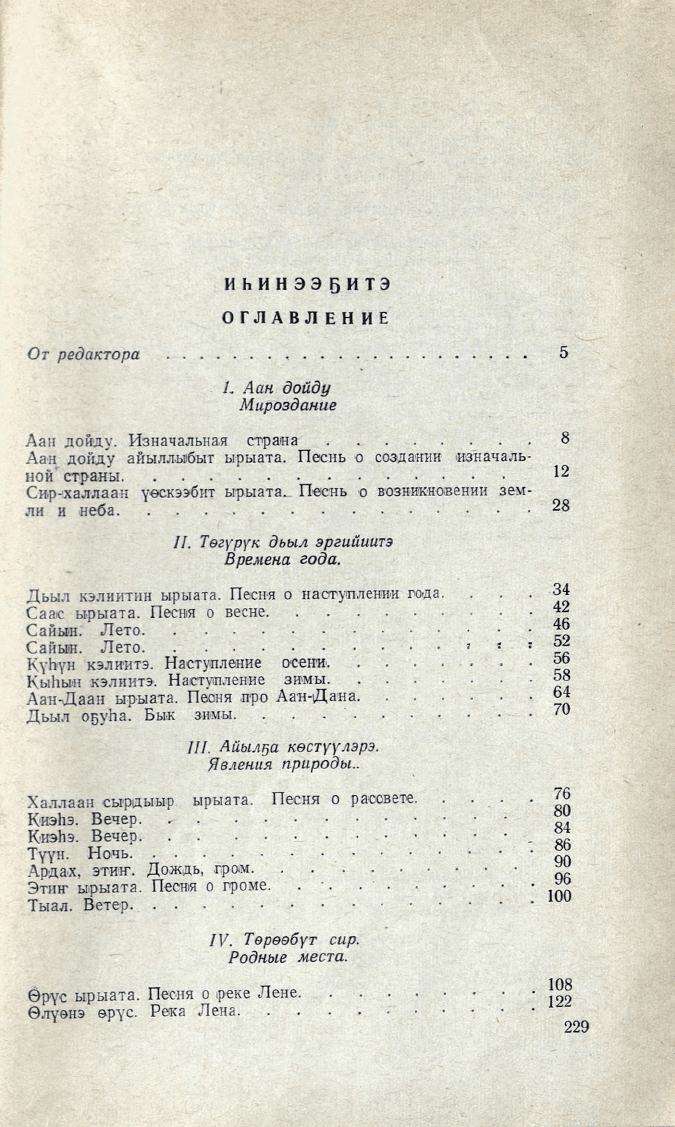 ИҺИНЭЭҔИТЭ
ОГЛАВЛЕНИЕ
От редактора . . . . . . . . . . . . . . . . . . . . . 5
I. Аан дойду
Мироздание
Аан дойду. Изначальная страна . . . . . . . . 8
Аан дойду айыллыбыт ырыата. Песнь о создании изначаль-
ной страны. . . . . . . . . . . . . . . . 12
Сир-халлаан үөскээбит ырыата. Песнь о возникновении зем-
ли и неба. . . . . . . . . . . . . . . . 28
II. Төгүрүк дьыл эргийиитэ
Времена года.
Дьыл кэлиитин ырыата. Песня о наступлении года. . . . 34
Саас ырыата. Песня о весне. . . . . . . . . . 42
Сайын. Лето. . . . . . . . . . . . . . . 46
Сайын. Лето. . . . . . . . . . . . . . . 52
Күһүн кэлиитэ. Наступление осени. . . . . . . . 56
Кыһын кэлиитэ. Наступление зимы. . . . . . . . 58
Аан-Даан ырыата. Песня про Аан-Дана. . . . . . . 64
Дьыл оҕуһа. Бык зимы. . . . . . . . . . . 70
III. Айылҕа көстүүлэрэ.
Явления природы..
Халлаан сырдыыр ырыата. Песня о рассвете. . . . . 76
Киэһэ. Вечер. . . . . . . . . . . . . . . 80
Киэһэ. Вечер. . . . . . . . . . . . . . . 84
Түүн. Ночь. . . . . . . . . . . . . . . . 86
Ардах, этиҥ. Дождь, гром. . . . . . . . . . . 90
Этиҥ ырыата. Песня о громе. . . . . . . . . . 96
Тыал. Ветер. . . . . . . . . . . . . . . . 100
IV. Төрөөбүт сир.
Родные места.
Өрүс ырыата. Песня о реке Лене. . . . . . . . . 108
Өлүөнэ өрүс. Река Лена. . . . . . . . . . . 122
229